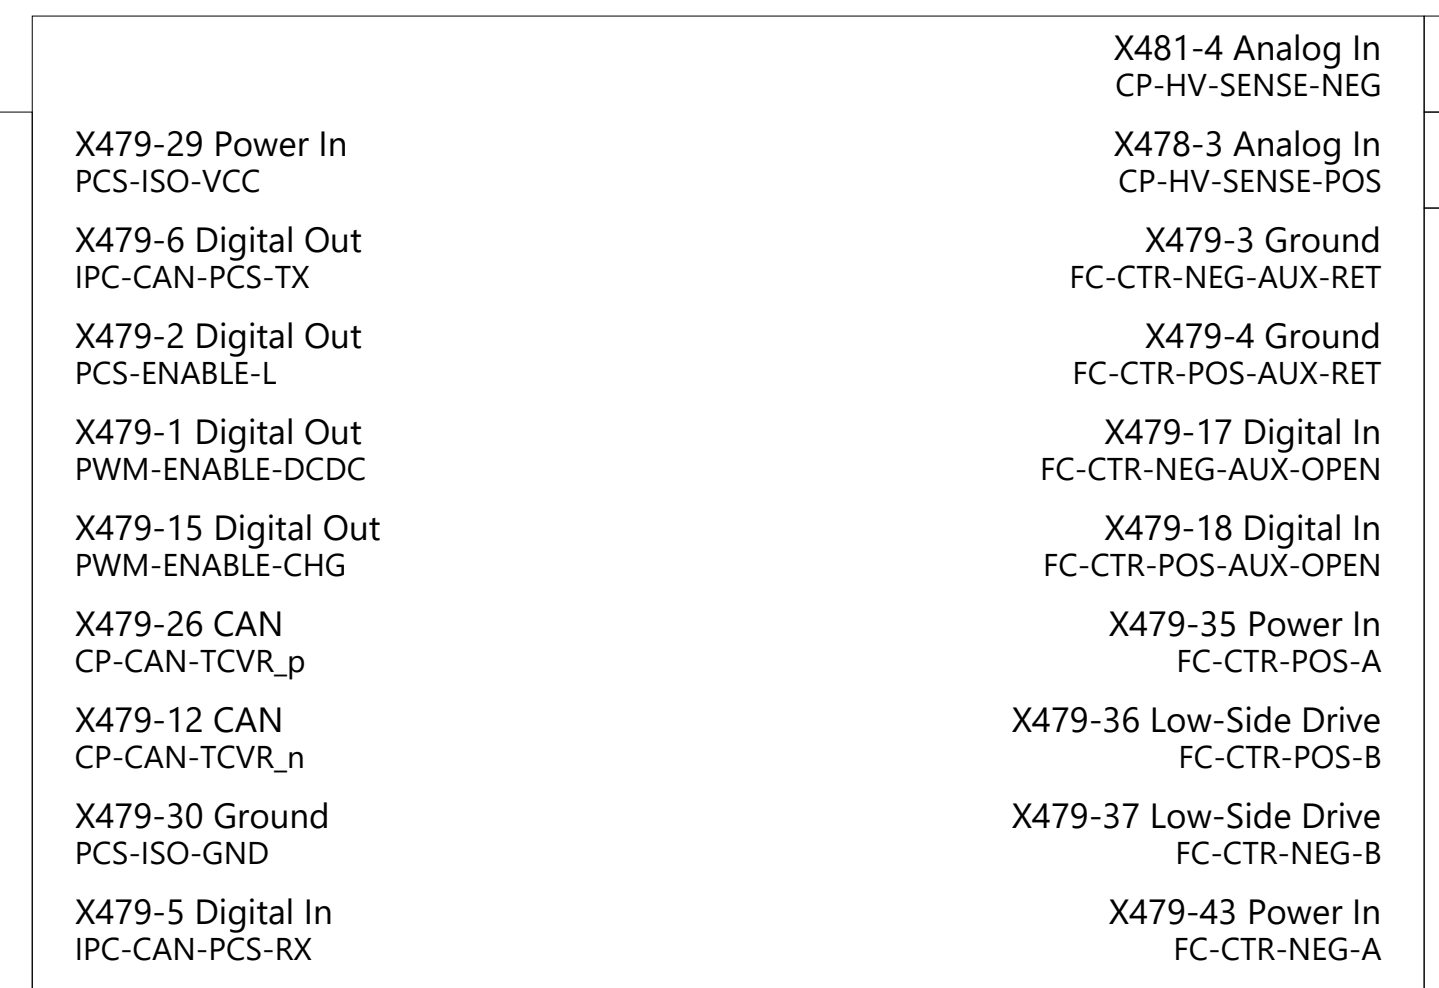 X481-4 Analog In
CP-HV-SENSE-NEG
X479-29 Power In
PCS-ISO-VCC
X479-6 Digital Out
IPC-CAN-PCS-TX
X479-2 Digital Out
PCS-ENABLE-L
X479-1 Digital Out
PWM-ENABLE-DCDC
X479-15 Digital Out
PWM-ENABLE-CHG
X479-26 CAN
CP-CAN-TCVR_p
X479-12 CAN
CP-CAN-TCVR_n
X479-30 Ground
PCS-ISO-GND
X479-5 Digital In
IPC-CAN-PCS-RX
X478-3 Analog In
CP-HV-SENSE-POS
X479-3 Ground
FC-CTR-NEG-AUX-RET
X479-4 Ground
FC-CTR-POS-AUX-RET
X479-17 Digital In
FC-CTR-NEG-AUX-OPEN
X479-18 Digital In
FC-CTR-POS-AUX-OPEN
X479-35 Power In
FC-CTR-POS-A
X479-36 Low-Side Drive
FC-CTR-POS-B
X479-37 Low-Side Drive
FC-CTR-NEG-B
X479-43 Power In
FC-CTR-NEG-A